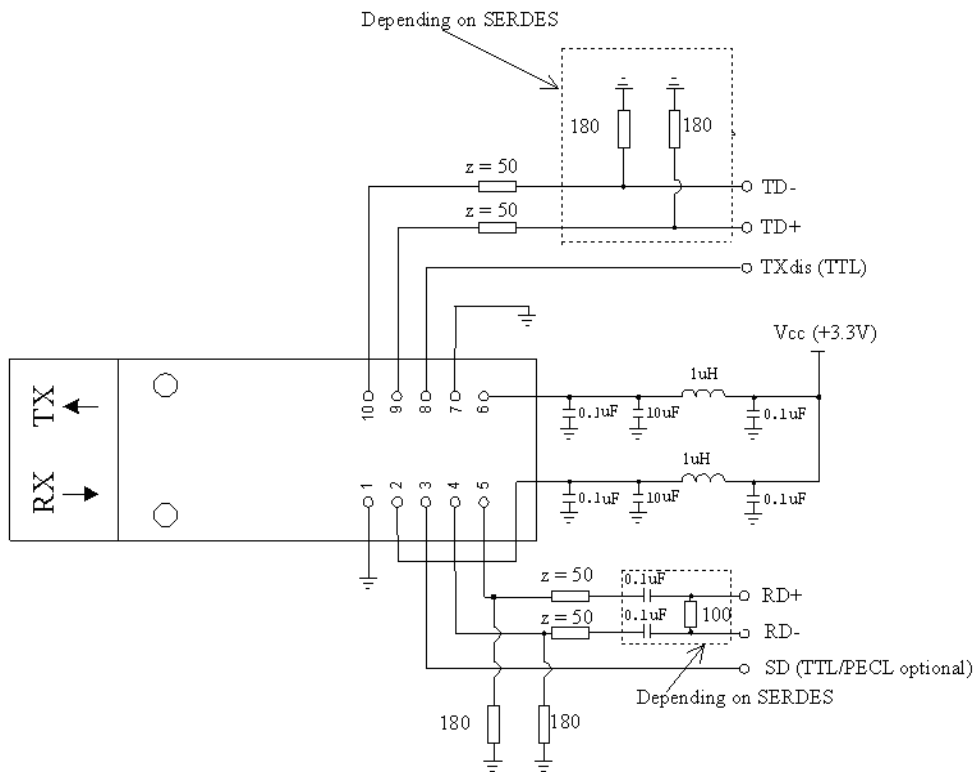 Depending on SERDES
180
180
z = 50
TD-
z = 50
TD+
TXdis (TTL)
Vcc (+3.3V)
1uH
TX
10
9
8
7
6
0.1uF
10uF
0.1uF
1uH
RX
1
2
3
4
5
0.1uF
10uF
0.1uF
z = 50
0.1uF
RD+
z = 50
0.1uF
100
RD-
SD (TTL/PECL optional)
Depending on SERDES
180
180